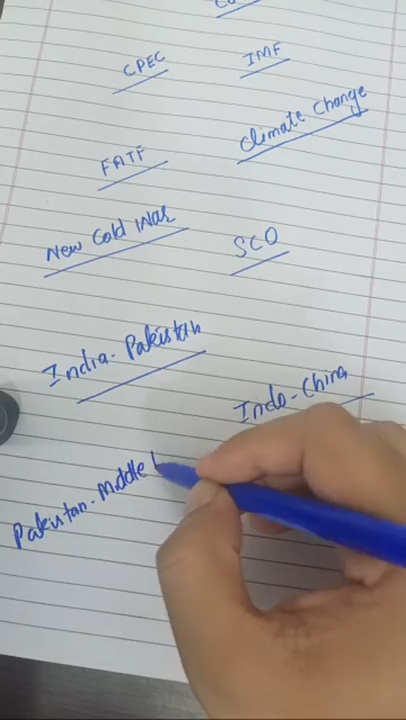 CPEC
IMF
Climate Change
FATF
New Cold War
SCO
India-Pakistan
Indo-China
Pakistan-Middle